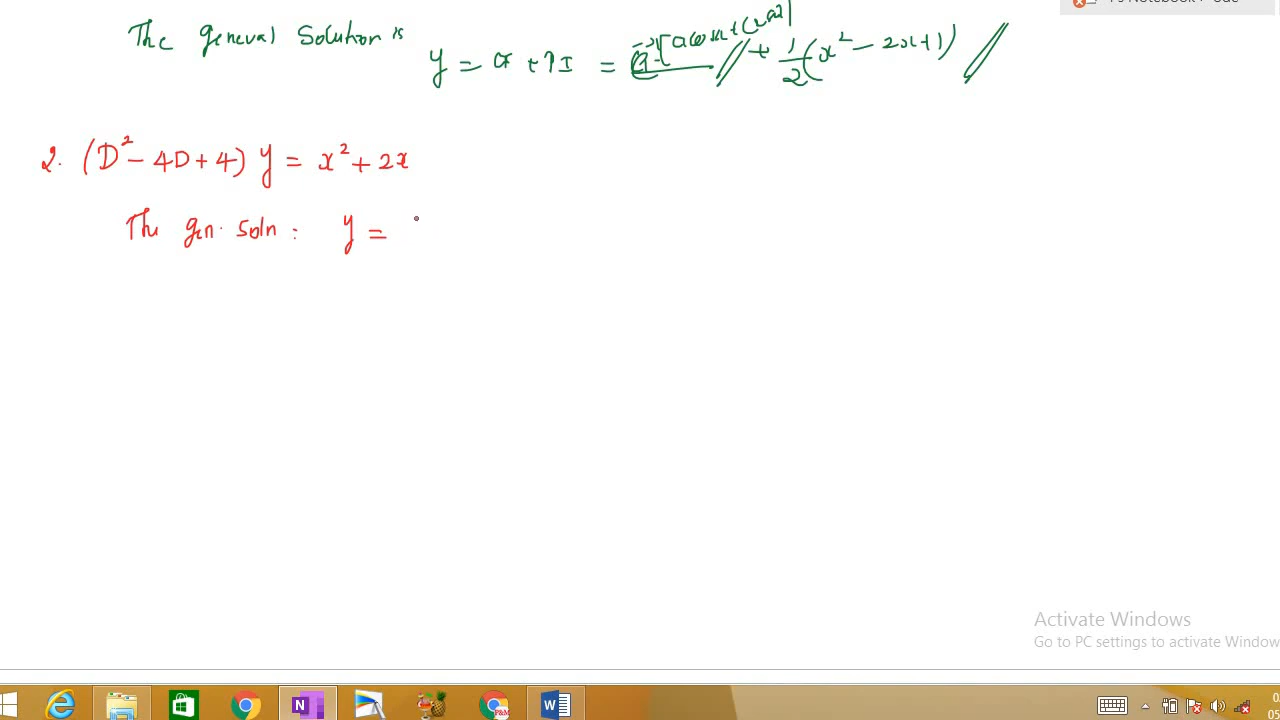 The general Solution is
y = CF + PI = + 1/2 (x² - 2x + 1)
2. (D² - 4D + 4) y = x² + 2x
The gen. Soln : y =
Activate Windows
Go to PC settings to activate Window